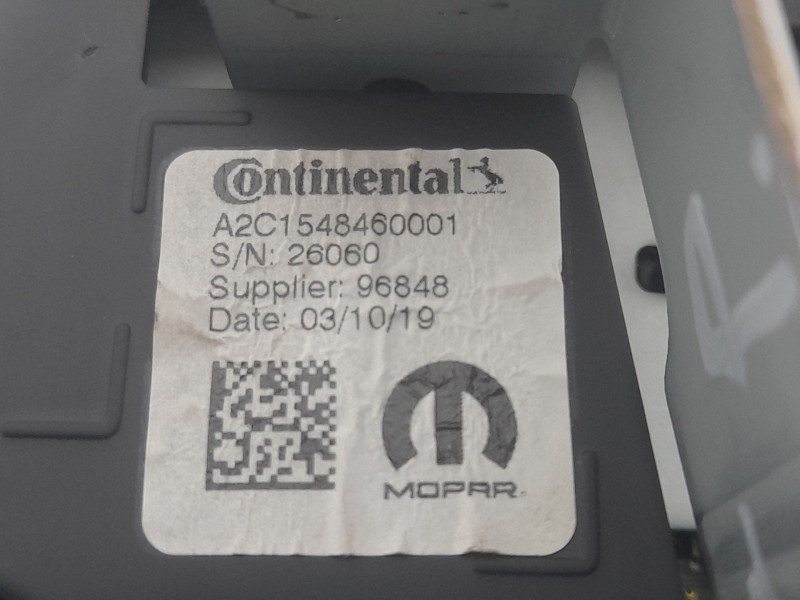 Continental
A2C1548460001
S/N: 26060
Supplier: 96848
Date: 03/10/19
MOPAR